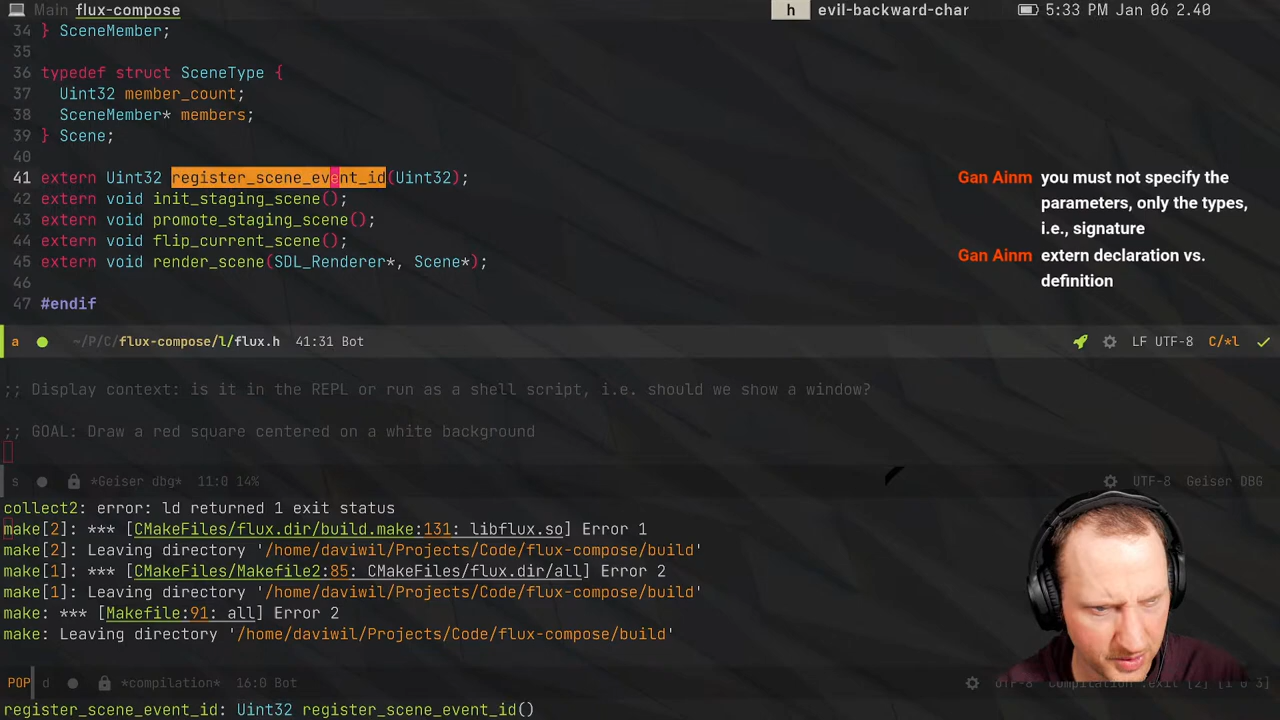 Main flux-compose h evil-backward-char 5:33 PM Jan 06 2.40
34 } SceneMember;
35
36 typedef struct SceneType {
37 Uint32 member_count;
38 SceneMember* members;
39 } Scene;
40
41 extern Uint32 register_scene_event_id(Uint32);
42 extern void init_staging_scene();
43 extern void promote_staging_scene();
44 extern void flip_current_scene();
45 extern void render_scene(SDL_Renderer*, Scene*);
46
47 #endif
Gan Ainm you must not specify the
parameters, only the types,
i.e., signature
Gan Ainm extern declaration vs.
definition
a ~/P/C/flux-compose/l/flux.h 41:31 Bot LF UTF-8 C/*l
;; Display context: is it in the REPL or run as a shell script, i.e. should we show a window?
;; GOAL: Draw a red square centered on a white background
s *Geiser dbg* 11:0 14% UTF-8 Geiser DBG
collect2: error: ld returned 1 exit status
make[2]: *** [CMakeFiles/flux.dir/build.make:131: libflux.so] Error 1
make[2]: Leaving directory '/home/daviwil/Projects/Code/flux-compose/build'
make[1]: *** [CMakeFiles/Makefile2:85: CMakeFiles/flux.dir/all] Error 2
make[1]: Leaving directory '/home/daviwil/Projects/Code/flux-compose/build'
make: *** [Makefile:91: all] Error 2
make: Leaving directory '/home/daviwil/Projects/Code/flux-compose/build'
POP d *compilation* 16:0 Bot UTF-8 Compilation :exit [2] [1 0 3]
register_scene_event_id: Uint32 register_scene_event_id()